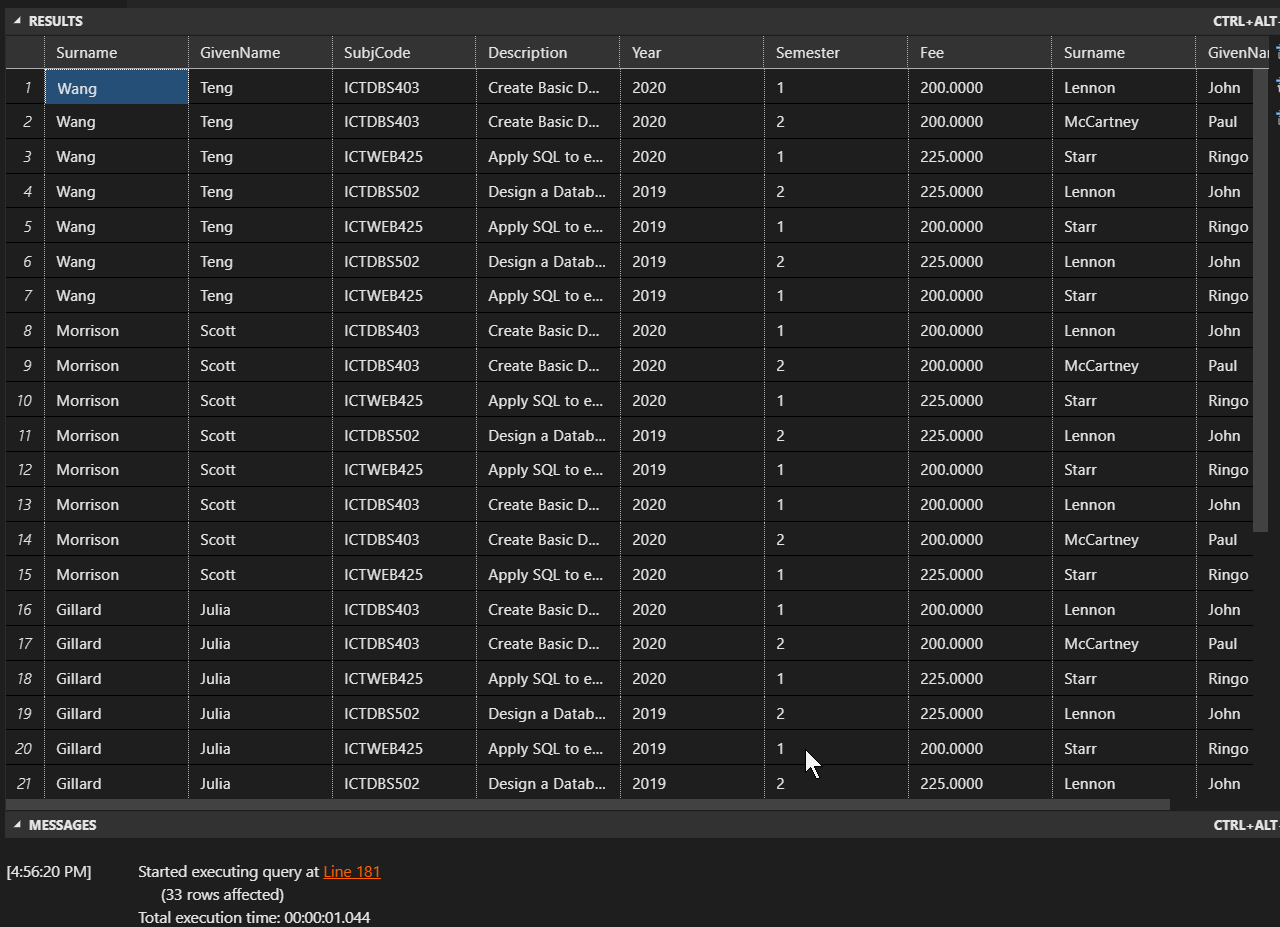 RESULTS CTRL+ALT-
Surname GivenName SubjCode Description Year Semester Fee Surname GivenNa
1 Wang Teng ICTDBS403 Create Basic D... 2020 1 200.0000 Lennon John
2 Wang Teng ICTDBS403 Create Basic D... 2020 2 200.0000 McCartney Paul
3 Wang Teng ICTWEB425 Apply SQL to e... 2020 1 225.0000 Starr Ringo
4 Wang Teng ICTDBS502 Design a Datab... 2019 2 225.0000 Lennon John
5 Wang Teng ICTWEB425 Apply SQL to e... 2019 1 200.0000 Starr Ringo
6 Wang Teng ICTDBS502 Design a Datab... 2019 2 225.0000 Lennon John
7 Wang Teng ICTWEB425 Apply SQL to e... 2019 1 200.0000 Starr Ringo
8 Morrison Scott ICTDBS403 Create Basic D... 2020 1 200.0000 Lennon John
9 Morrison Scott ICTDBS403 Create Basic D... 2020 2 200.0000 McCartney Paul
10 Morrison Scott ICTWEB425 Apply SQL to e... 2020 1 225.0000 Starr Ringo
11 Morrison Scott ICTDBS502 Design a Datab... 2019 2 225.0000 Lennon John
12 Morrison Scott ICTWEB425 Apply SQL to e... 2019 1 200.0000 Starr Ringo
13 Morrison Scott ICTDBS403 Create Basic D... 2020 1 200.0000 Lennon John
14 Morrison Scott ICTDBS403 Create Basic D... 2020 2 200.0000 McCartney Paul
15 Morrison Scott ICTWEB425 Apply SQL to e... 2020 1 225.0000 Starr Ringo
16 Gillard Julia ICTDBS403 Create Basic D... 2020 1 200.0000 Lennon John
17 Gillard Julia ICTDBS403 Create Basic D... 2020 2 200.0000 McCartney Paul
18 Gillard Julia ICTWEB425 Apply SQL to e... 2020 1 225.0000 Starr Ringo
19 Gillard Julia ICTDBS502 Design a Datab... 2019 2 225.0000 Lennon John
20 Gillard Julia ICTWEB425 Apply SQL to e... 2019 1 200.0000 Starr Ringo
21 Gillard Julia ICTDBS502 Design a Datab... 2019 2 225.0000 Lennon John
MESSAGES CTRL+ALT-
[4:56:20 PM] Started executing query at Line 181
(33 rows affected)
Total execution time: 00:00:01.044